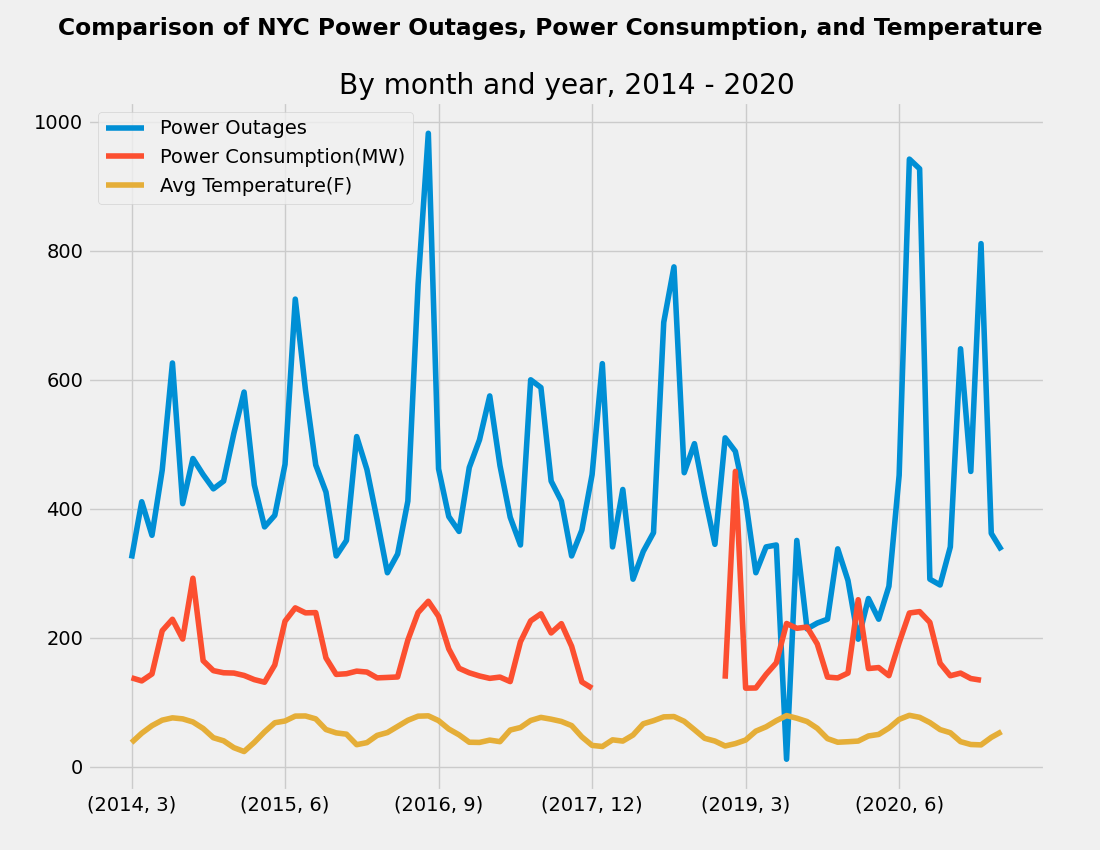 Comparison of NYC Power Outages, Power Consumption, and Temperature
By month and year, 2014 - 2020
Power Outages
Power Consumption(MW)
Avg Temperature(F)
1000
800
600
400
200
0
(2014, 3) (2015, 6) (2016, 9) (2017, 12) (2019, 3) (2020, 6)